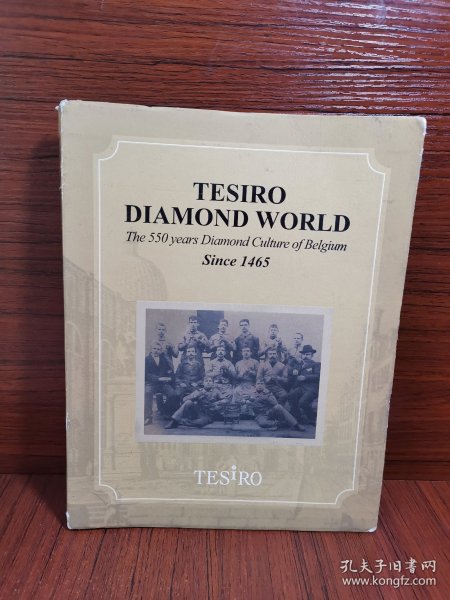 TESIRO
DIAMOND WORLD
The 550 years Diamond Culture of Belgium
Since 1465
TESiRO
孔夫子旧书网
www.kongfz.com